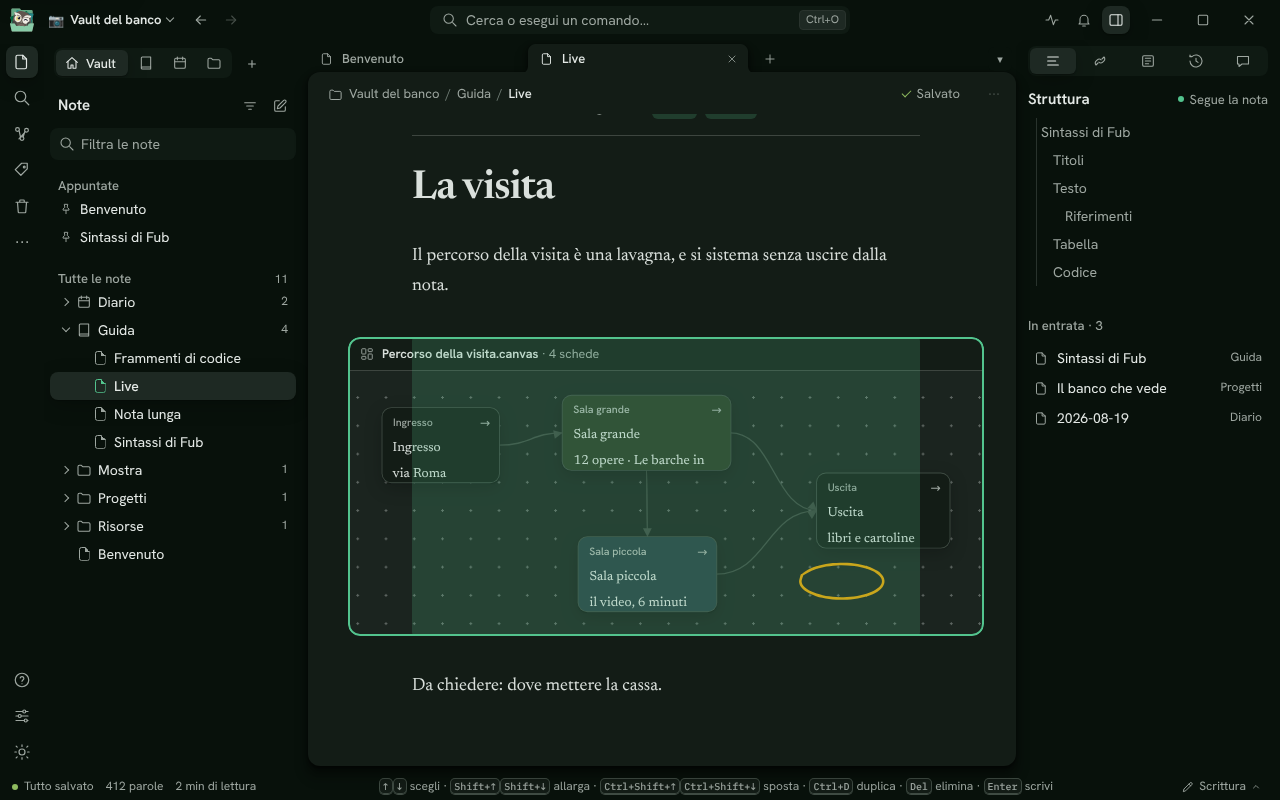 Vault del banco
Cerca o esegui un comando…
Ctrl+O
Vault
Benvenuto
Live
Note
Filtra le note
Appuntate
Benvenuto
Sintassi di Fub
Tutte le note 11
Diario 2
Guida 4
Frammenti di codice
Live
Nota lunga
Sintassi di Fub
Mostra 1
Progetti 1
Risorse 1
Benvenuto
Vault del banco / Guida / Live
Salvato
La visita
Il percorso della visita è una lavagna, e si sistema senza uscire dalla
nota.
Percorso della visita.canvas · 4 schede
Ingresso →
Ingresso
via Roma
Sala grande →
Sala grande
12 opere · Le barche in
Sala piccola →
Sala piccola
il video, 6 minuti
Uscita →
Uscita
libri e cartoline
Da chiedere: dove mettere la cassa.
Struttura
Segue la nota
Sintassi di Fub
Titoli
Testo
Riferimenti
Tabella
Codice
In entrata · 3
Sintassi di Fub Guida
Il banco che vede Progetti
2026-08-19 Diario
Tutto salvato 412 parole 2 min di lettura
↑ ↓ scegli · Shift+↑ Shift+↓ allarga · Ctrl+Shift+↑ Ctrl+Shift+↓ sposta · Ctrl+D duplica · Del elimina · Enter scrivi
Scrittura